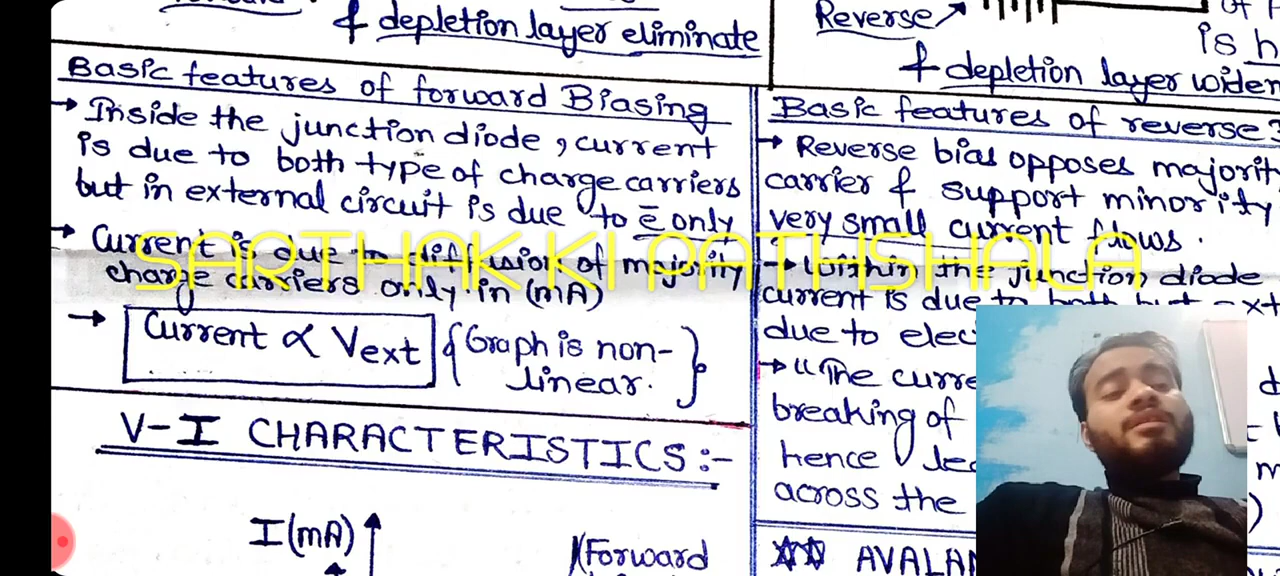 & depletion layer eliminate
Basic features of forward Biasing
→ Inside the junction diode, current
is due to both type of charge carriers
but in external circuit is due to ē only
→ Current is due to diffusion of majority
charge carriers only in (mA)
→ Current ∝ Vext {Graph is non-
linear.}
V-I CHARACTERISTICS:-
I(mA)
(Forward
Reverse
is
& depletion layer widen
Basic features of reverse
→ Reverse bias opposes majority
carrier & support minority
very small current flows.
→ Within the junction diode
current is due to both but
due to elec
→ "The curre
breaking of
hence
across the
AVALAN
SARTHAK KI PATHSHALA